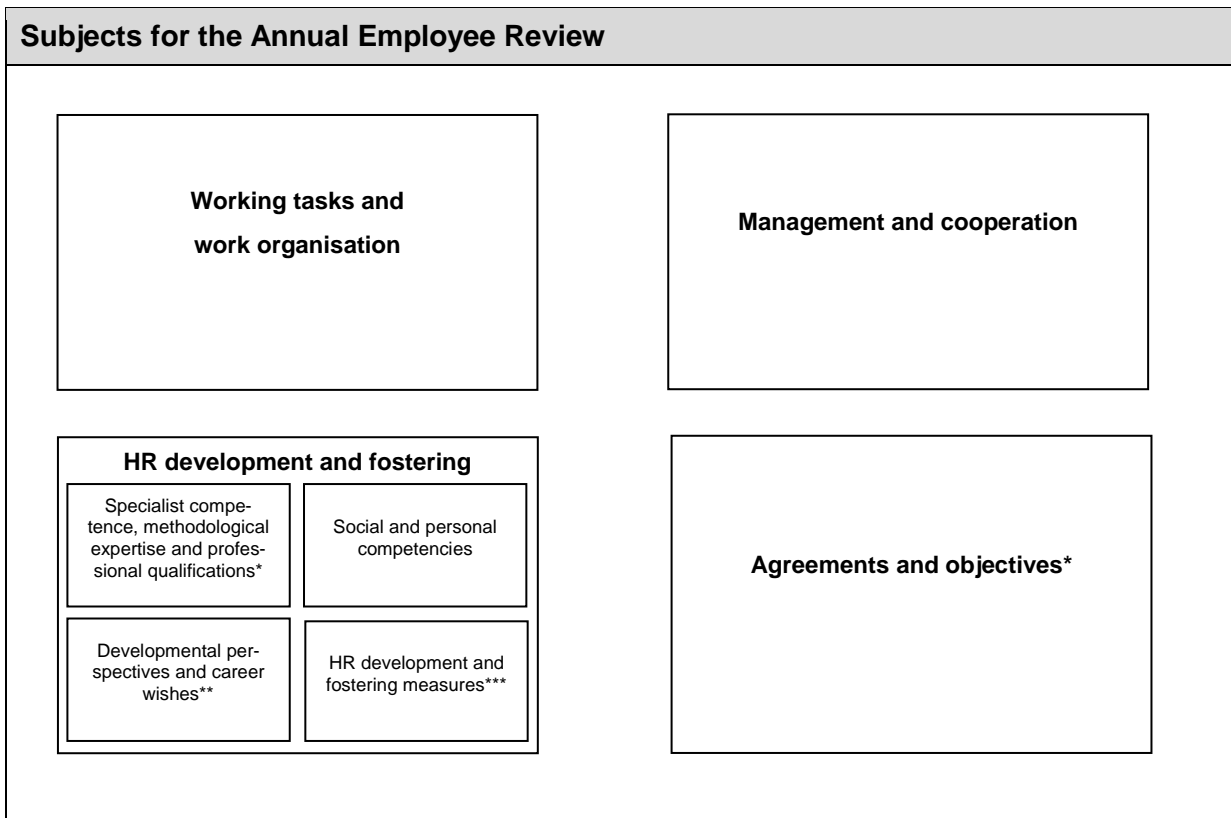 Subjects for the Annual Employee Review
Working tasks and
work organisation
Management and cooperation
HR development and fostering
Specialist compe-
tence, methodological
expertise and profes-
sional qualifications*
Social and personal
competencies
Developmental per-
spectives and career
wishes**
HR development and
fostering measures***
Agreements and objectives*